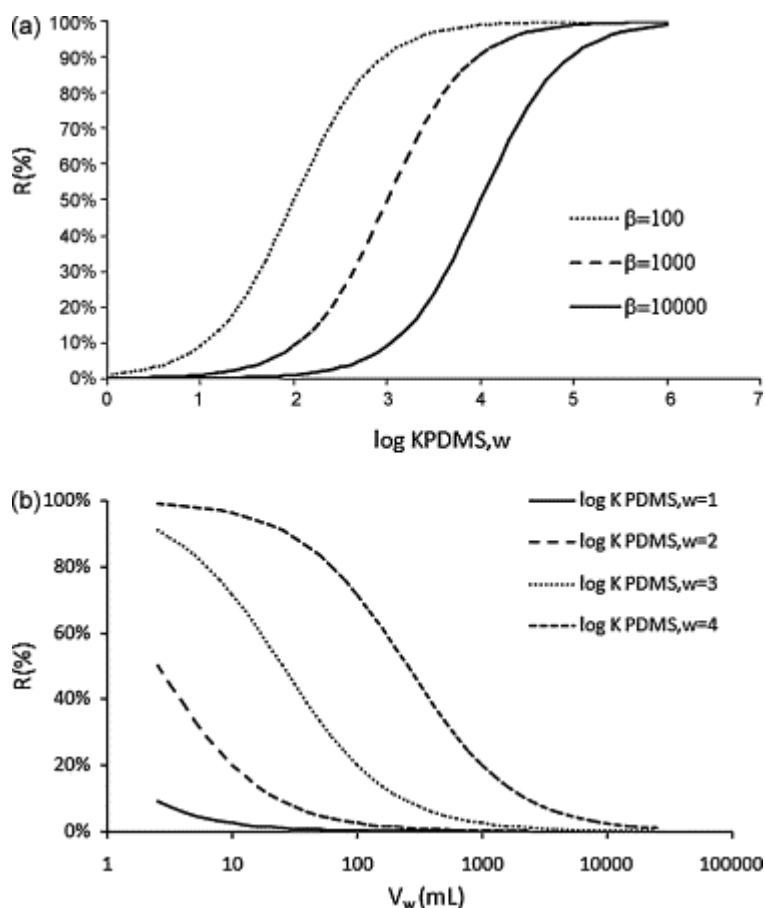 (a)
100%
90%
80%
70%
60%
50%
40%
30%
20%
10%
0%
R(%)
β=100
β=1000
β=10000
0 1 2 3 4 5 6 7
log KPDMS,w
(b)
100%
80%
60%
40%
20%
0%
R(%)
log K PDMS,w=1
log K PDMS,w=2
log K PDMS,w=3
log K PDMS,w=4
1 10 100 1000 10000 100000
Vw(mL)